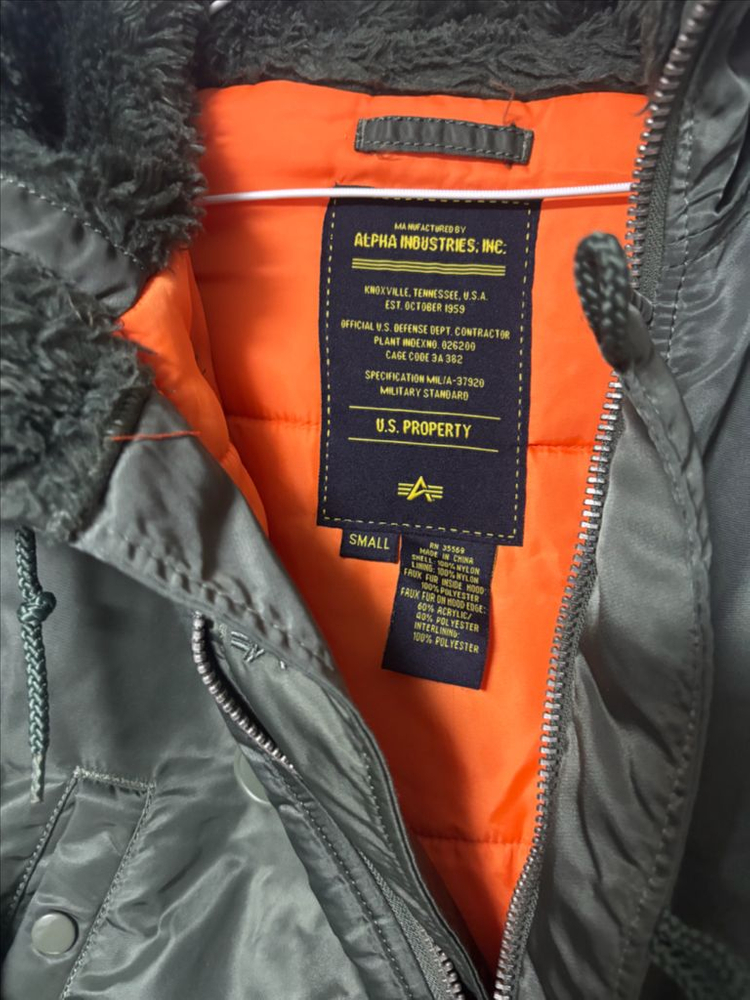 MANUFACTURED BY
ALPHA INDUSTRIES, INC.
KNOXVILLE, TENNESSEE, U.S.A.
EST. OCTOBER 1959
OFFICIAL U.S. DEFENSE DEPT. CONTRACTOR
PLANT INDEXNO. 026200
CAGE CODE 3A 382
SPECIFICATION MIL/A-37920
MILITARY STANDARD
U.S. PROPERTY
SMALL
RN 35569
MADE IN CHINA
SHELL: 100% NYLON
LINING: 100% NYLON
FAUX FUR INSIDE HOOD:
100% POLYESTER
FAUX FUR ON HOOD EDGE:
60% ACRYLIC/
40% POLYESTER
INTERLINING:
100% POLYESTER